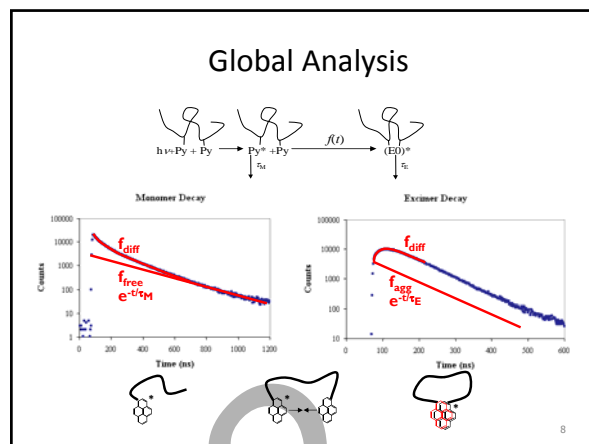 Global Analysis
hν+Py + Py
Py* +Py
f(t)
(E0)*
τM
τE
Monomer Decay
Excimer Decay
Counts
100000
10000
1000
100
10
1
0 200 400 600 800 1000 1200
Time (ns)
fdiff
ffree
e-t/τM
Counts
100000
10000
1000
100
10
1
0 100 200 300 400 500 600
Time (ns)
fdiff
fagg
e-t/τE
*
*
*
8